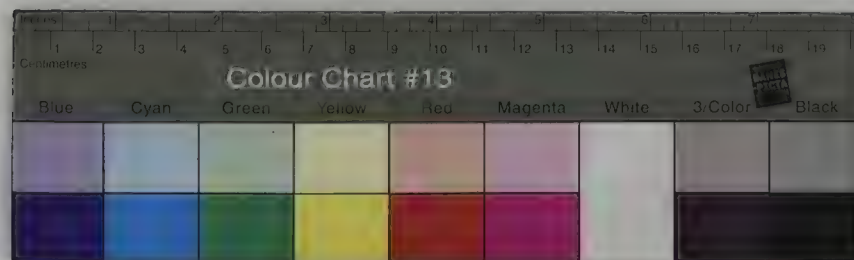 Inches 1 2 3 4 5 6 7
1 2 3 4 5 6 7 8 9 10 11 12 13 14 15 16 17 18 19
Centimetres
Colour Chart #13
Blue Cyan Green Yellow Red Magenta White 3/Color Black